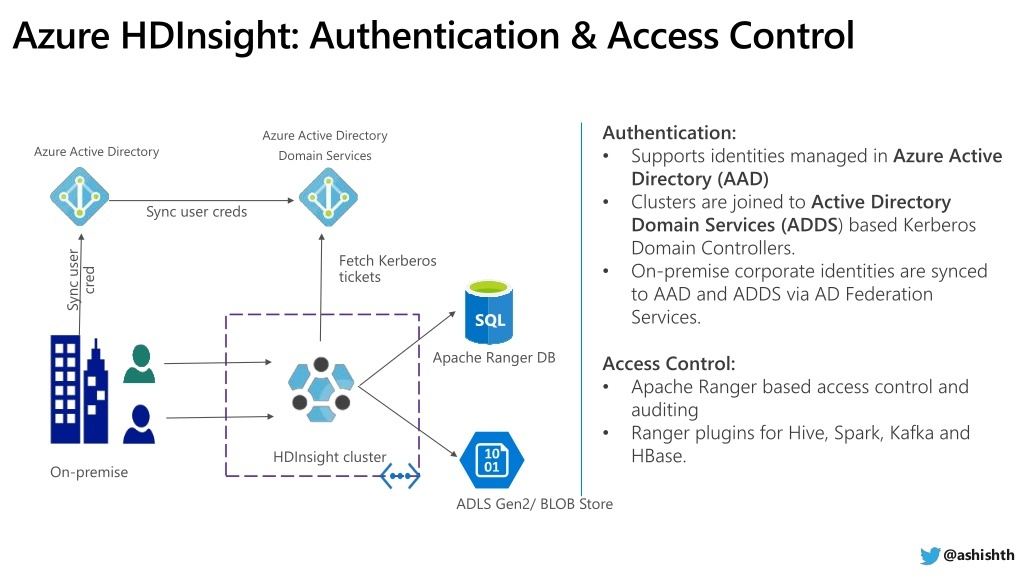 Azure HDInsight: Authentication & Access Control
Azure Active Directory
Azure Active Directory
Domain Services
Sync user creds
Sync user
cred
Fetch Kerberos
tickets
SQL
Apache Ranger DB
HDInsight cluster
On-premise
10
01
ADLS Gen2/ BLOB Store
Authentication:
• Supports identities managed in Azure Active
Directory (AAD)
• Clusters are joined to Active Directory
Domain Services (ADDS) based Kerberos
Domain Controllers.
• On-premise corporate identities are synced
to AAD and ADDS via AD Federation
Services.
Access Control:
• Apache Ranger based access control and
auditing
• Ranger plugins for Hive, Spark, Kafka and
HBase.
@ashishth